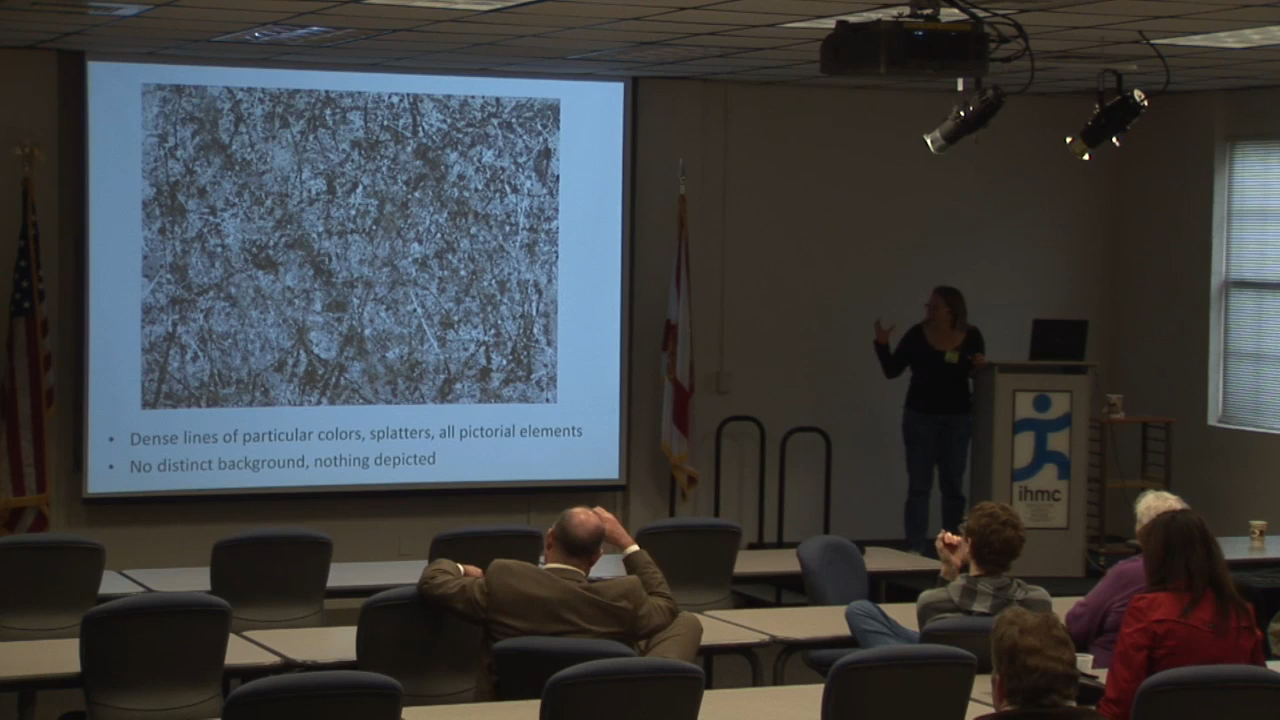 • Dense lines of particular colors, splatters, all pictorial elements
• No distinct background, nothing depicted
ihmc